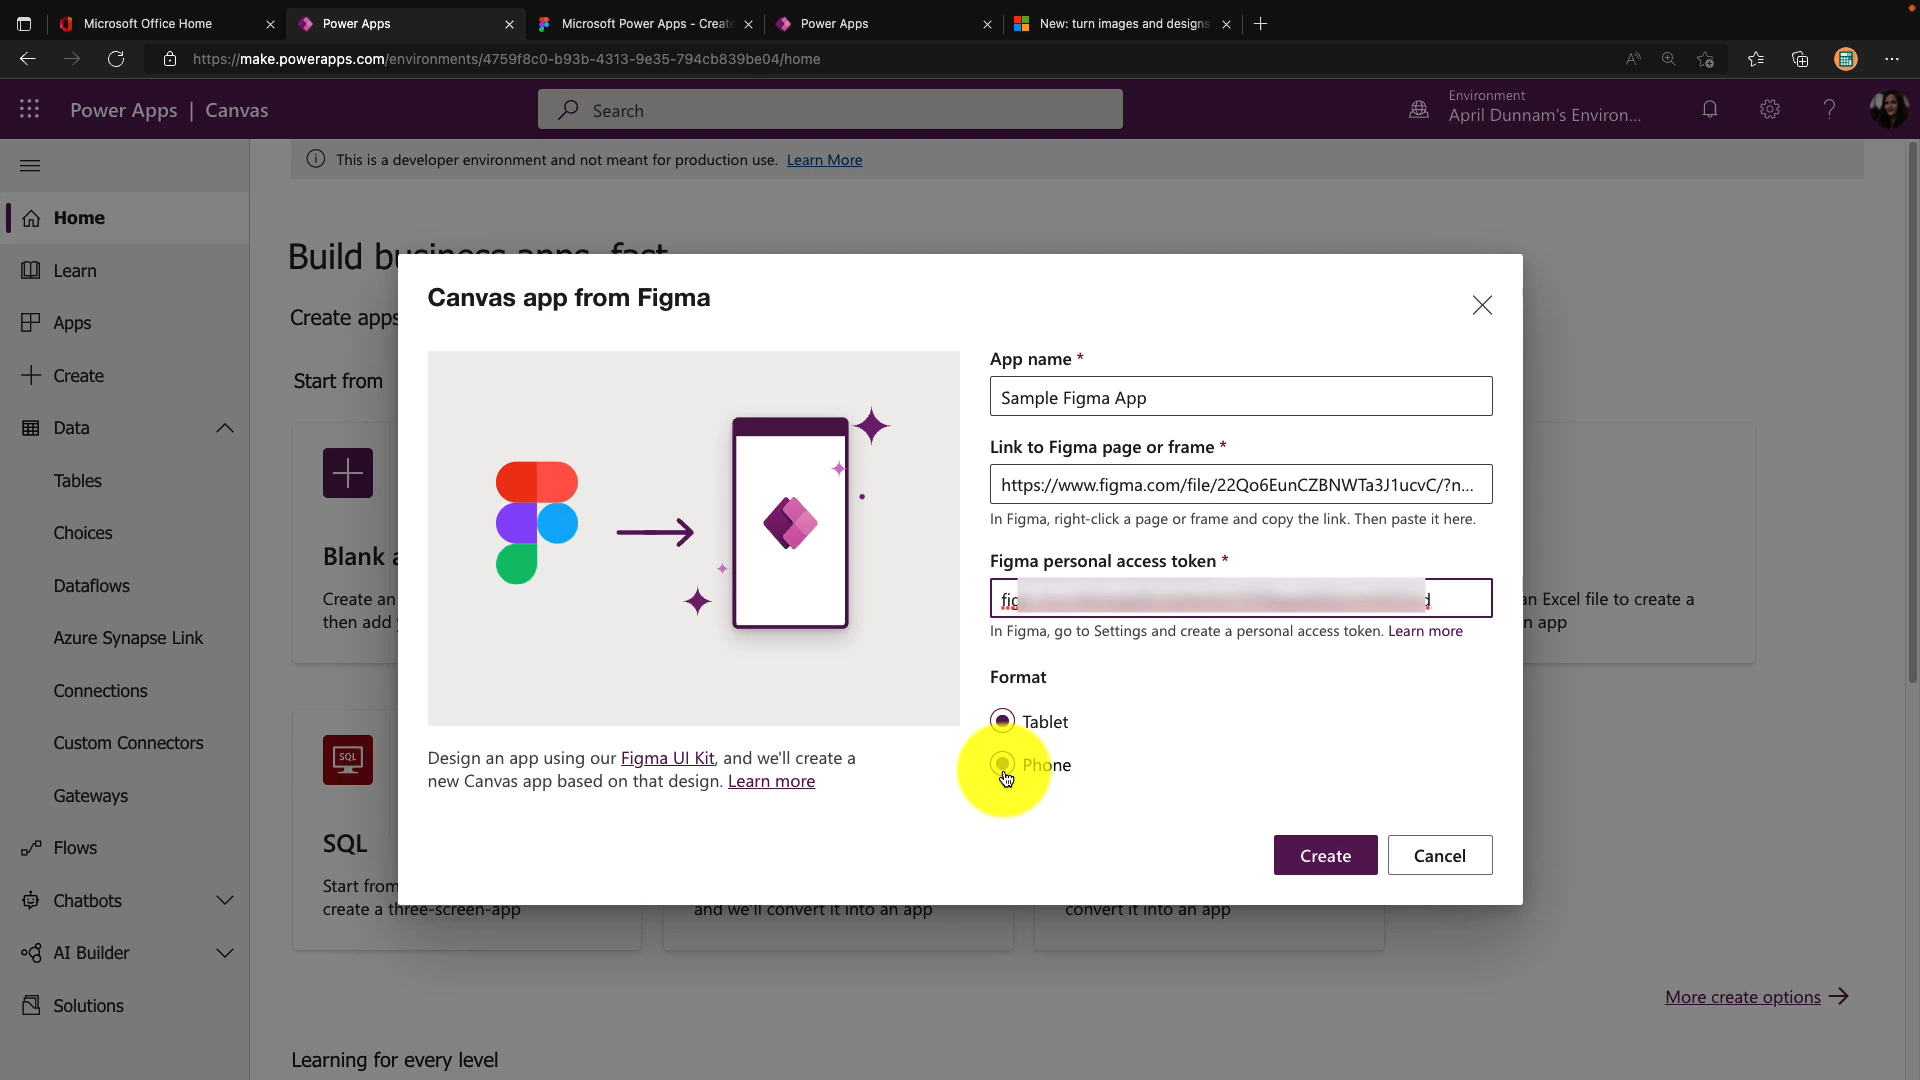 Microsoft Office Home
Power Apps
Microsoft Power Apps - Create
Power Apps
New: turn images and designs
https://make.powerapps.com/environments/4759f8c0-b93b-4313-9e35-794cb839be04/home
Power Apps | Canvas
Search
Environment
April Dunnam's Environ...
This is a developer environment and not meant for production use. Learn More
Home
Learn
Apps
Create
Data
Tables
Choices
Dataflows
Azure Synapse Link
Connections
Custom Connectors
Gateways
Flows
Chatbots
AI Builder
Solutions
Build business apps, fast
Create apps
Start from
Blank a
Create an
then add
an Excel file to create a
n app
SQL
SQL
Start from
create a three-screen-app
and we'll convert it into an app
convert it into an app
More create options
Learning for every level
Canvas app from Figma
Design an app using our Figma UI Kit, and we'll create a
new Canvas app based on that design. Learn more
App name *
Sample Figma App
Link to Figma page or frame *
https://www.figma.com/file/22Qo6EunCZBNWTa3J1ucvC/?n...
In Figma, right-click a page or frame and copy the link. Then paste it here.
Figma personal access token *
fig
In Figma, go to Settings and create a personal access token. Learn more
Format
Tablet
Phone
Create
Cancel